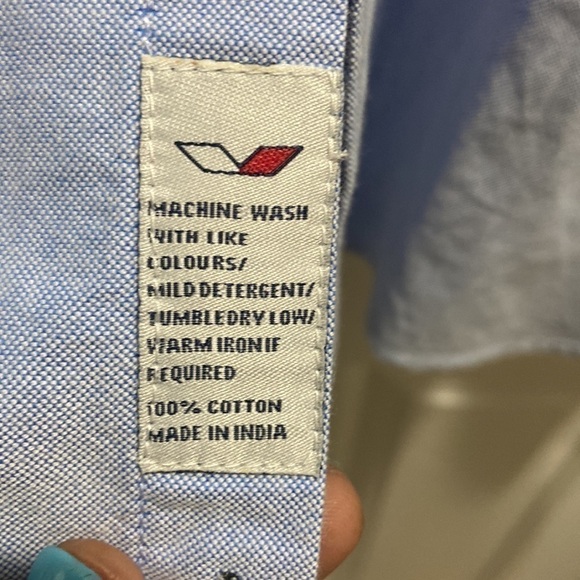 MACHINE WASH
WITH LIKE
COLOURS/
MILD DETERGENT/
TUMBLEDRY LOW/
WARM IRON IF
REQUIRED
100% COTTON
MADE IN INDIA